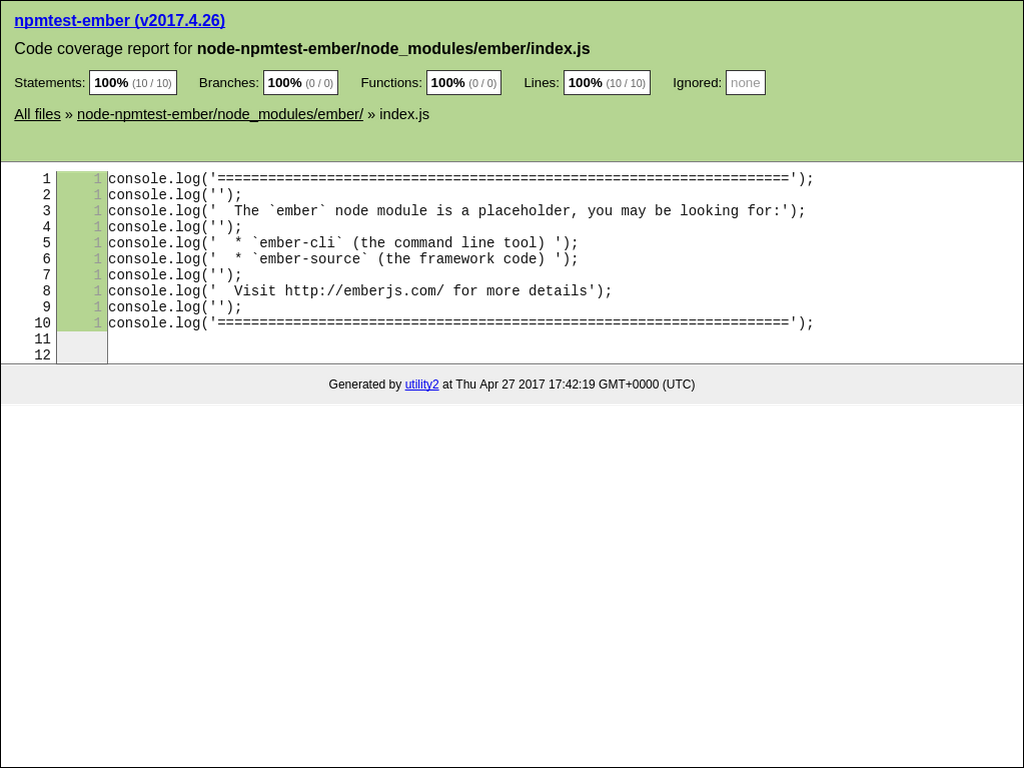 npmtest-ember (v2017.4.26)
Code coverage report for node-npmtest-ember/node_modules/ember/index.js
Statements: 100% (10 / 10) Branches: 100% (0 / 0) Functions: 100% (0 / 0) Lines: 100% (10 / 10) Ignored: none
All files » node-npmtest-ember/node_modules/ember/ » index.js
1 1 console.log('====================================================================');
2 1 console.log('');
3 1 console.log('  The `ember` node module is a placeholder, you may be looking for:');
4 1 console.log('');
5 1 console.log('  * `ember-cli` (the command line tool) ');
6 1 console.log('  * `ember-source` (the framework code) ');
7 1 console.log('');
8 1 console.log('  Visit http://emberjs.com/ for more details');
9 1 console.log('');
10 1 console.log('====================================================================');
11
12
Generated by utility2 at Thu Apr 27 2017 17:42:19 GMT+0000 (UTC)